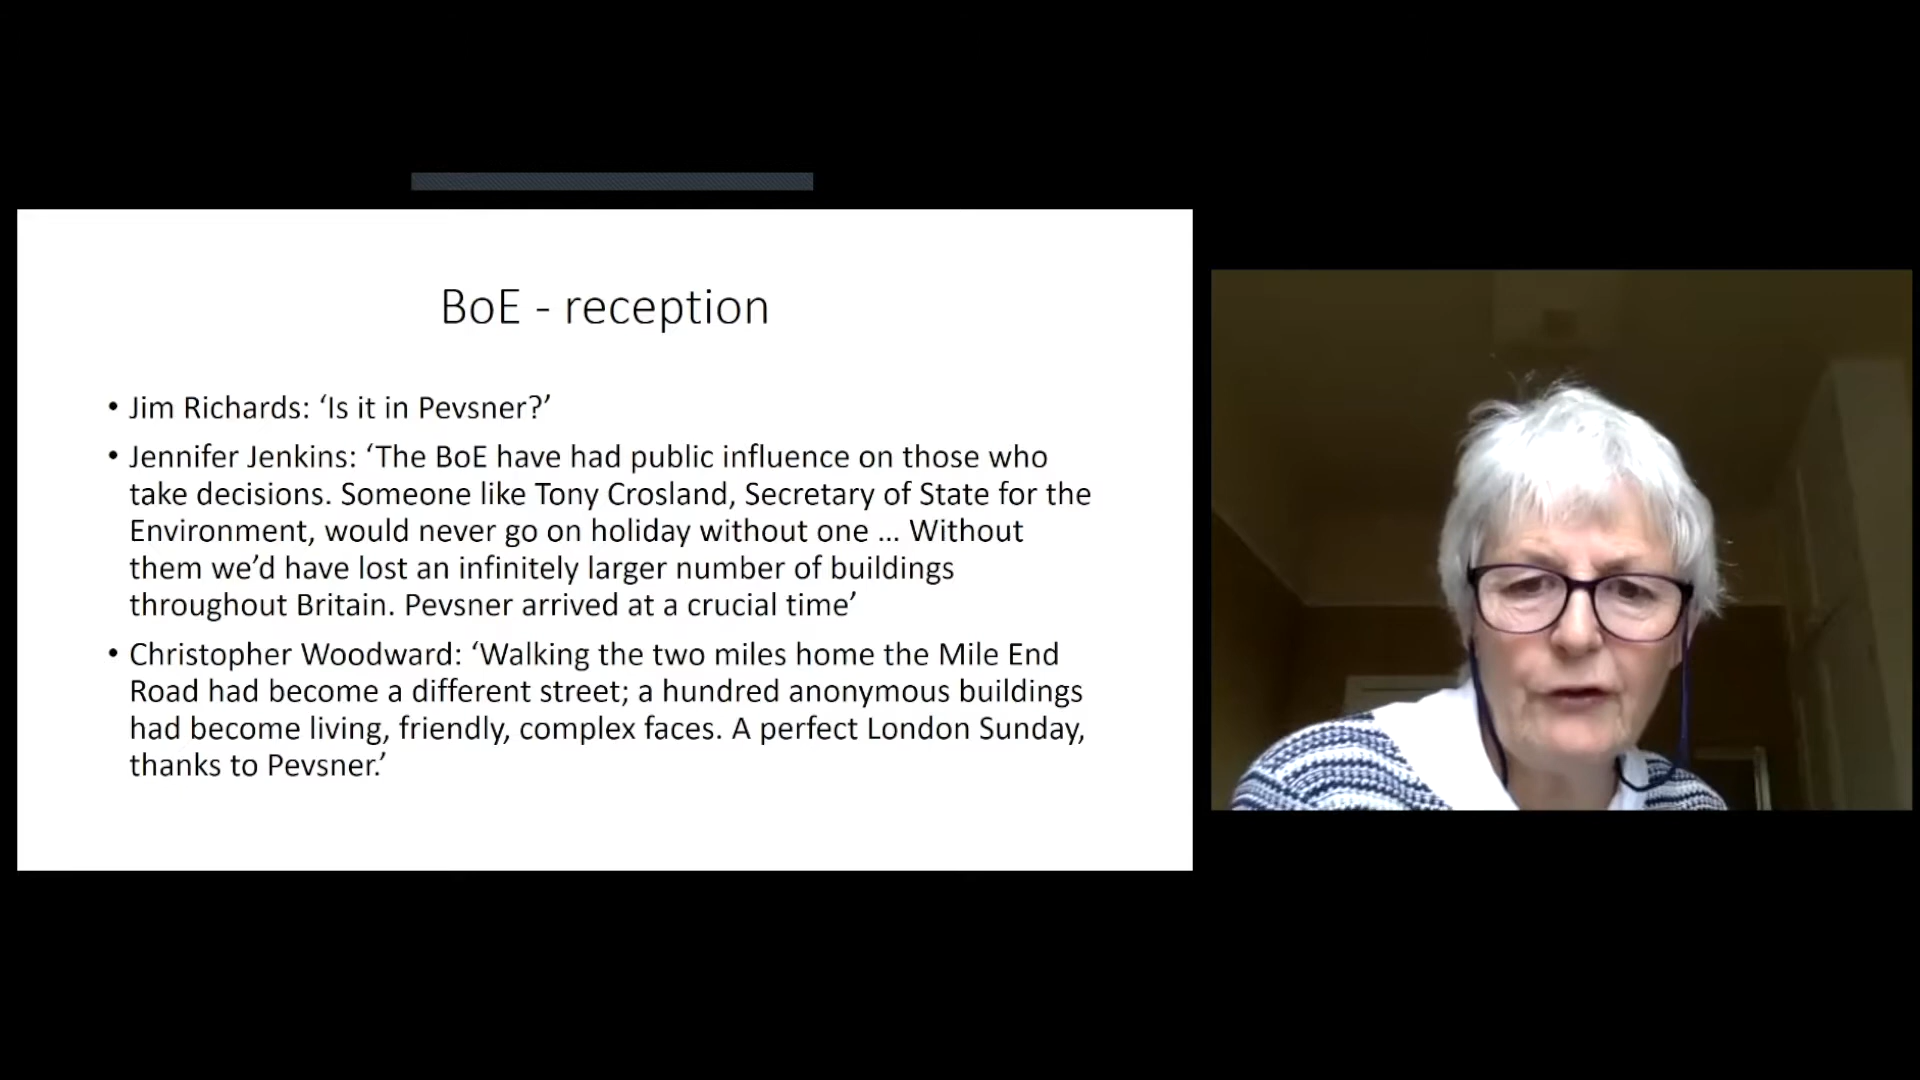 BoE - reception
• Jim Richards: ‘Is it in Pevsner?’
• Jennifer Jenkins: ‘The BoE have had public influence on those who
take decisions. Someone like Tony Crosland, Secretary of State for the
Environment, would never go on holiday without one ... Without
them we’d have lost an infinitely larger number of buildings
throughout Britain. Pevsner arrived at a crucial time’
• Christopher Woodward: ‘Walking the two miles home the Mile End
Road had become a different street; a hundred anonymous buildings
had become living, friendly, complex faces. A perfect London Sunday,
thanks to Pevsner.’